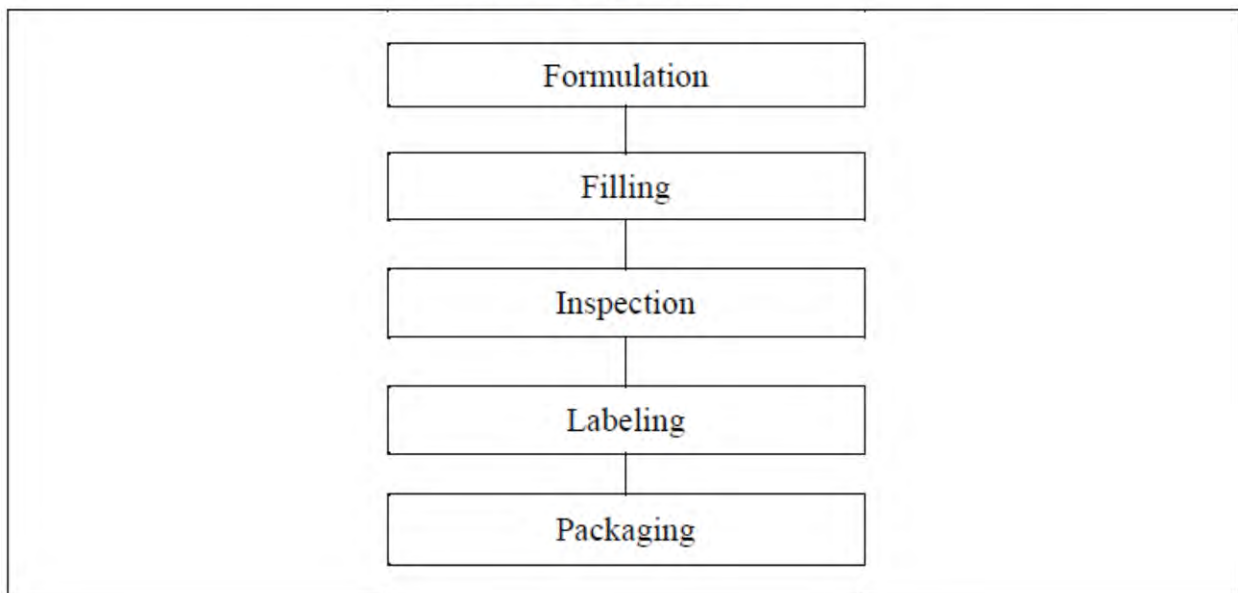 Formulation
Filling
Inspection
Labeling
Packaging